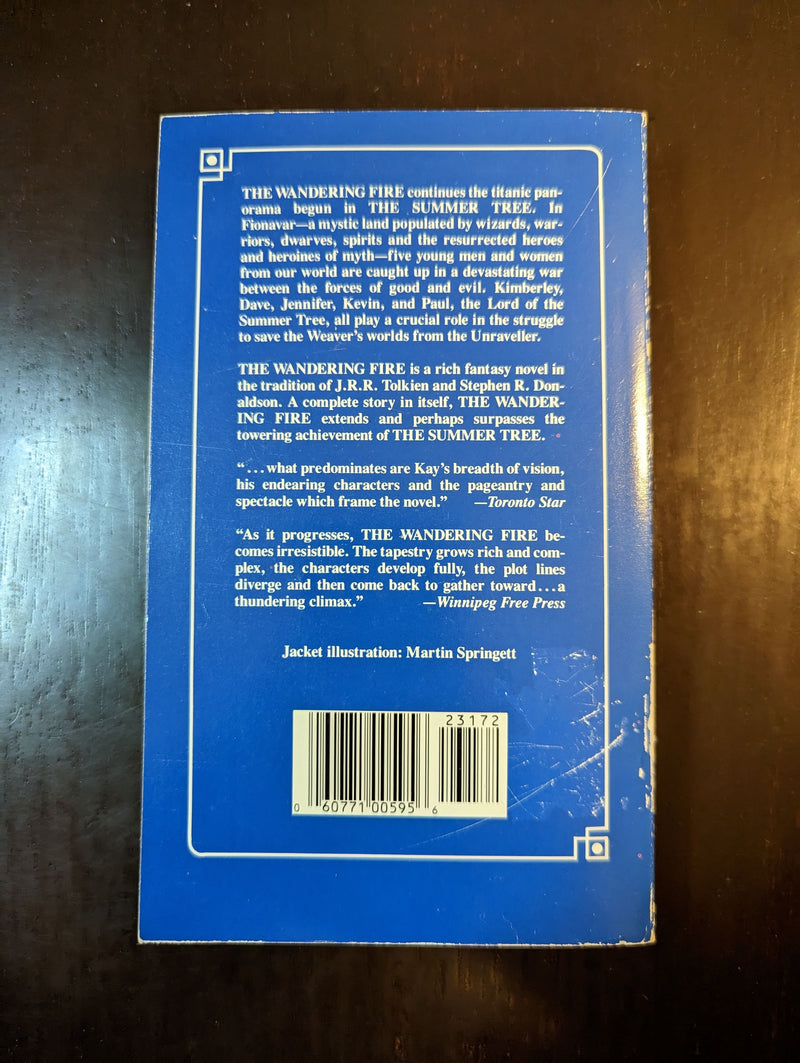 THE WANDERING FIRE continues the titanic pan-
orama begun in THE SUMMER TREE. In
Fionavar—a mystic land populated by wizards, war-
riors, dwarves, spirits and the resurrected heroes
and heroines of myth—five young men and women
from our world are caught up in a devastating war
between the forces of good and evil. Kimberley,
Dave, Jennifer, Kevin, and Paul, the Lord of the
Summer Tree, all play a crucial role in the struggle
to save the Weaver's worlds from the Unraveller.
THE WANDERING FIRE is a rich fantasy novel in
the tradition of J.R.R. Tolkien and Stephen R. Don-
aldson. A complete story in itself, THE WANDER-
ING FIRE extends and perhaps surpasses the
towering achievement of THE SUMMER TREE.
“...what predominates are Kay's breadth of vision,
his endearing characters and the pageantry and
spectacle which frame the novel.” —Toronto Star
“As it progresses, THE WANDERING FIRE be-
comes irresistible. The tapestry grows rich and com-
plex, the characters develop fully, the plot lines
diverge and then come back to gather toward...a
thundering climax.” —Winnipeg Free Press
Jacket illustration: Martin Springett
23172
0 60771 00595 6